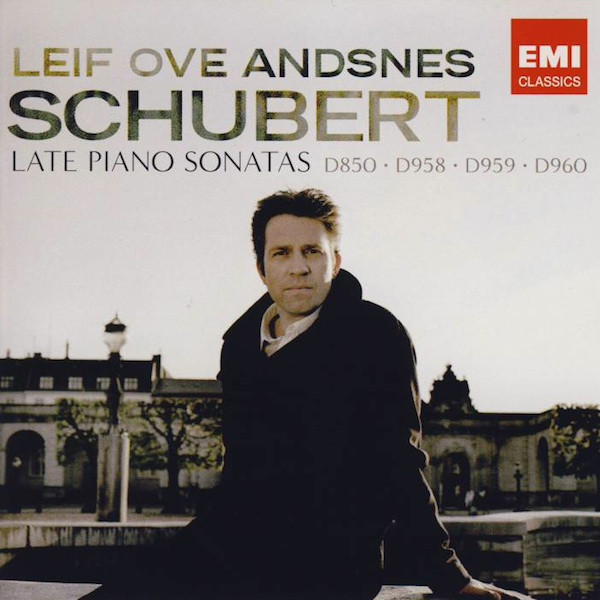 LEIF OVE ANDSNES
SCHUBERT
LATE PIANO SONATAS D850 · D958 · D959 · D960
EMI
CLASSICS